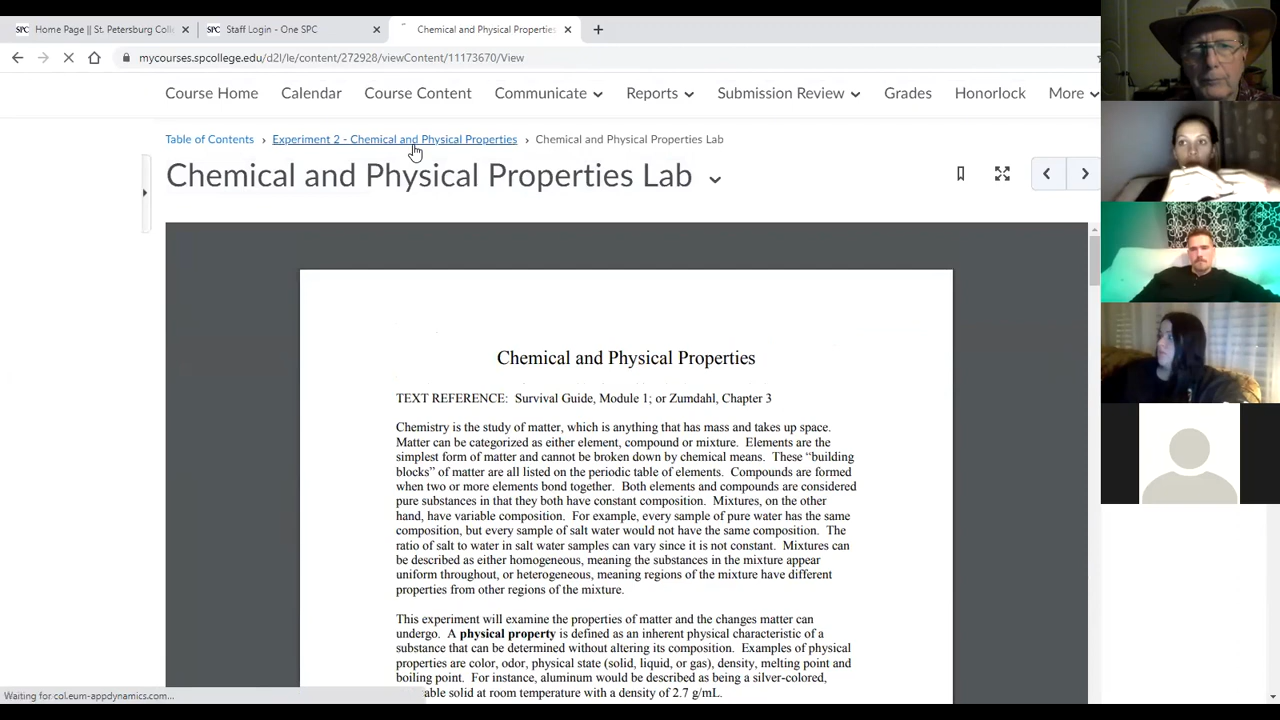 SPC Home Page || St. Petersburg Coll
SPC Staff Login - One SPC
Chemical and Physical Properties
mycourses.spcollege.edu/d2l/le/content/272928/viewContent/11173670/View
Course Home Calendar Course Content Communicate Reports Submission Review Grades Honorlock More
Table of Contents › Experiment 2 - Chemical and Physical Properties › Chemical and Physical Properties Lab
Chemical and Physical Properties Lab
Chemical and Physical Properties
TEXT REFERENCE: Survival Guide, Module 1; or Zumdahl, Chapter 3
Chemistry is the study of matter, which is anything that has mass and takes up space.
Matter can be categorized as either element, compound or mixture. Elements are the
simplest form of matter and cannot be broken down by chemical means. These “building
blocks” of matter are all listed on the periodic table of elements. Compounds are formed
when two or more elements bond together. Both elements and compounds are considered
pure substances in that they both have constant composition. Mixtures, on the other
hand, have variable composition. For example, every sample of pure water has the same
composition, but every sample of salt water would not have the same composition. The
ratio of salt to water in salt water samples can vary since it is not constant. Mixtures can
be described as either homogeneous, meaning the substances in the mixture appear
uniform throughout, or heterogeneous, meaning regions of the mixture have different
properties from other regions of the mixture.
This experiment will examine the properties of matter and the changes matter can
undergo. A physical property is defined as an inherent physical characteristic of a
substance that can be determined without altering its composition. Examples of physical
properties are color, odor, physical state (solid, liquid, or gas), density, melting point and
boiling point. For instance, aluminum would be described as being a silver-colored,
able solid at room temperature with a density of 2.7 g/mL.
Waiting for col.eum-appdynamics.com...